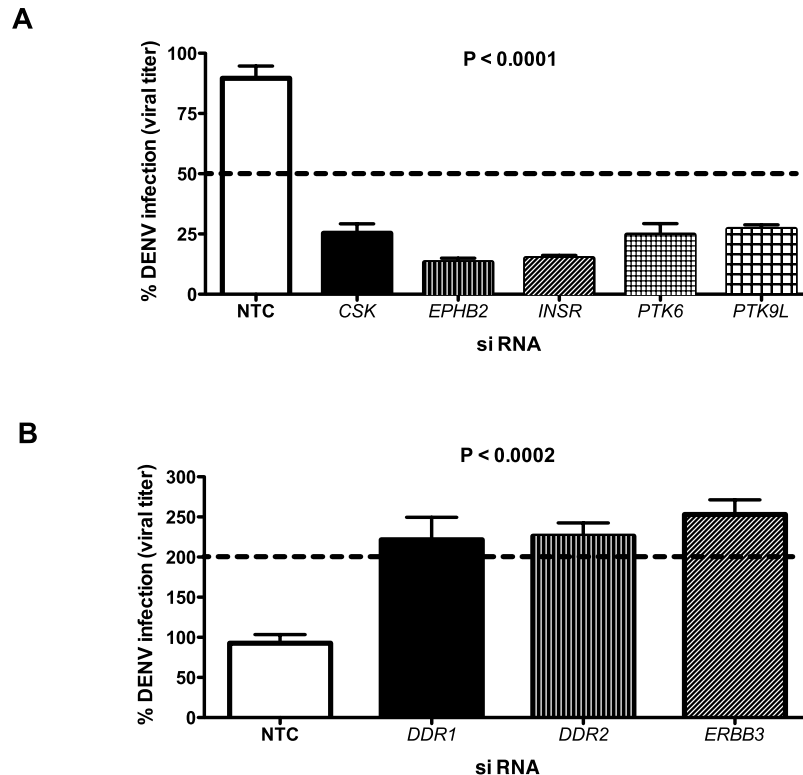 A
P < 0.0001
% DENV infection (viral titer)
100
75
50
25
0
NTC CSK EPHB2 INSR PTK6 PTK9L
si RNA
B
P < 0.0002
% DENV infection (viral titer)
300
250
200
150
100
50
0
NTC DDR1 DDR2 ERBB3
si RNA